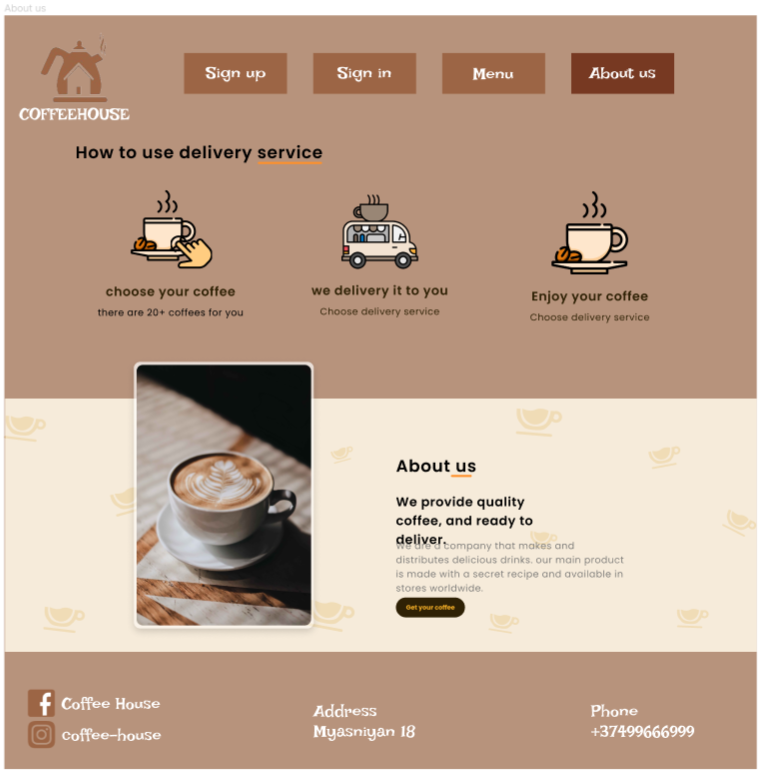 About us
Sign up
Sign in
Menu
About us
COFFEEHOUSE
How to use delivery service
choose your coffee
there are 20+ coffees for you
we delivery it to you
Choose delivery service
Enjoy your coffee
Choose delivery service
About us
We provide quality
coffee, and ready to
deliver.
We are a company that makes and
distributes delicious drinks. our main product
is made with a secret recipe and available in
stores worldwide.
Get your coffee
Coffee House
coffee-house
Address
Myasniyan 18
Phone
+37499666999